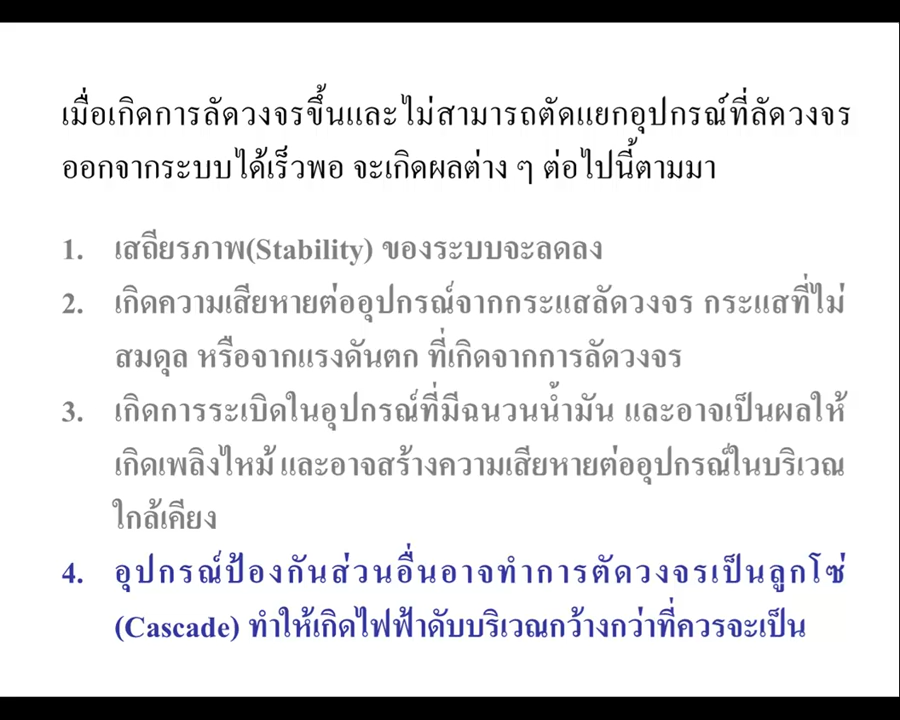 เมื่อเกิดการลัดวงจรขึ้นและไม่สามารถตัดแยกอุปกรณ์ที่ลัดวงจร
ออกจากระบบได้เร็วพอ จะเกิดผลต่าง ๆ ต่อไปนี้ตามมา
1. เสถียรภาพ(Stability) ของระบบจะลดลง
2. เกิดความเสียหายต่ออุปกรณ์จากกระแสลัดวงจร กระแสที่ไม่
สมดุล หรือจากแรงดันตก ที่เกิดจากการลัดวงจร
3. เกิดการระเบิดในอุปกรณ์ที่มีฉนวนน้ำมัน และอาจเป็นผลให้
เกิดเพลิงไหม้ และอาจสร้างความเสียหายต่ออุปกรณ์ในบริเวณ
ใกล้เคียง
4. อุปกรณ์ป้องกันส่วนอื่นอาจทำการตัดวงจรเป็นลูกโซ่
(Cascade) ทำให้เกิดไฟฟ้าดับบริเวณกว้างกว่าที่ควรจะเป็น